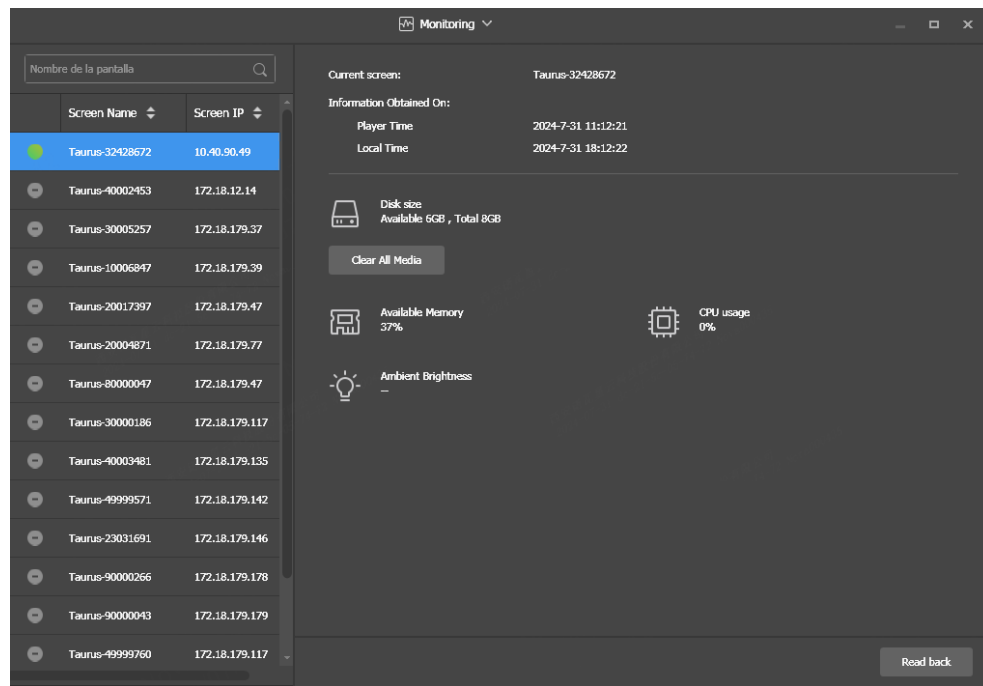 Monitoring
Nombre de la pantalla
Screen Name Screen IP
Taurus-32428672 10.40.90.49
Taurus-40002453 172.18.12.14
Taurus-30005257 172.18.179.37
Taurus-10006847 172.18.179.39
Taurus-20017397 172.18.179.47
Taurus-20004871 172.18.179.77
Taurus-80000047 172.18.179.47
Taurus-30000186 172.18.179.117
Taurus-40003481 172.18.179.135
Taurus-49999571 172.18.179.142
Taurus-23031691 172.18.179.146
Taurus-90000266 172.18.179.178
Taurus-90000043 172.18.179.179
Taurus-49999760 172.18.179.117
Current screen: Taurus-32428672
Information Obtained On:
Player Time 2024-7-31 11:12:21
Local Time 2024-7-31 18:12:22
Disk size
Available 6GB , Total 8GB
Clear All Media
Available Memory
37%
CPU usage
0%
Ambient Brightness
--
Read back